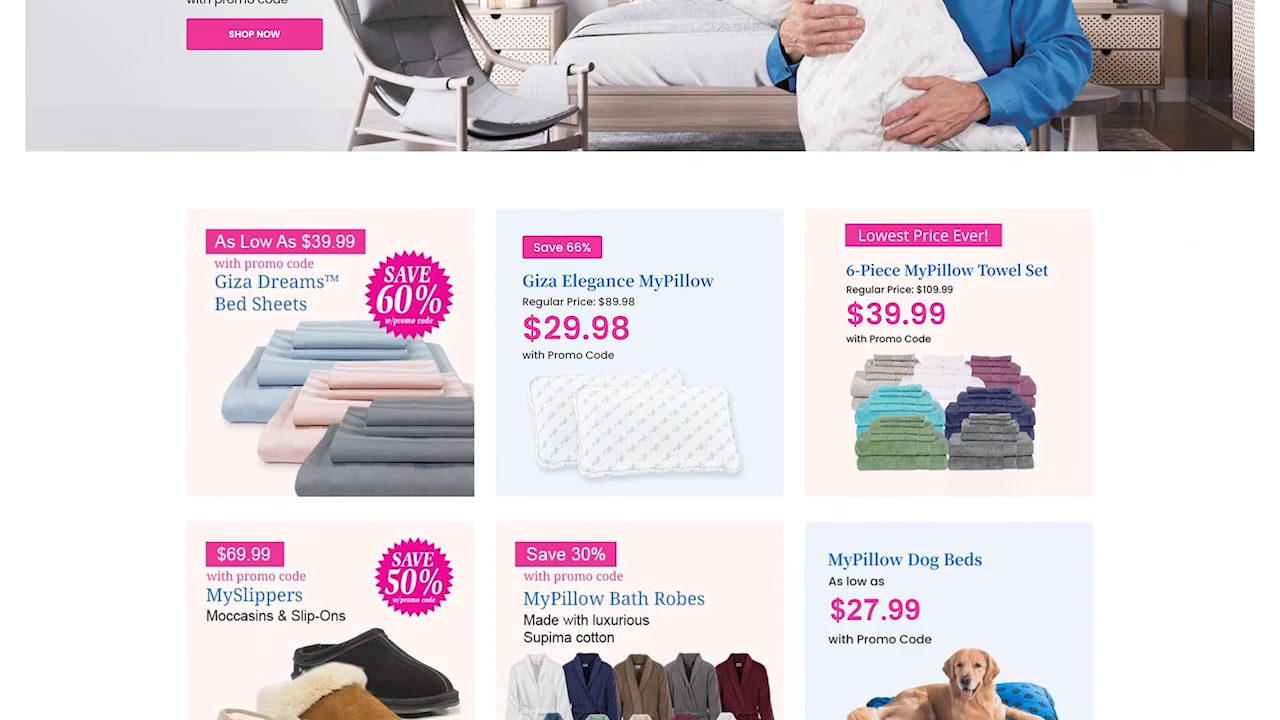 with promo code
SHOP NOW
As Low As $39.99
with promo code
Giza Dreams™
Bed Sheets
SAVE
60%
w/promo code
Save 66%
Giza Elegance MyPillow
Regular Price: $89.98
$29.98
with Promo Code
Lowest Price Ever!
6-Piece MyPillow Towel Set
Regular Price: $109.99
$39.99
with Promo Code
$69.99
with promo code
MySlippers
Moccasins & Slip-Ons
SAVE
50%
w/promo code
Save 30%
with promo code
MyPillow Bath Robes
Made with luxurious
Supima cotton
MyPillow Dog Beds
As low as
$27.99
with Promo Code